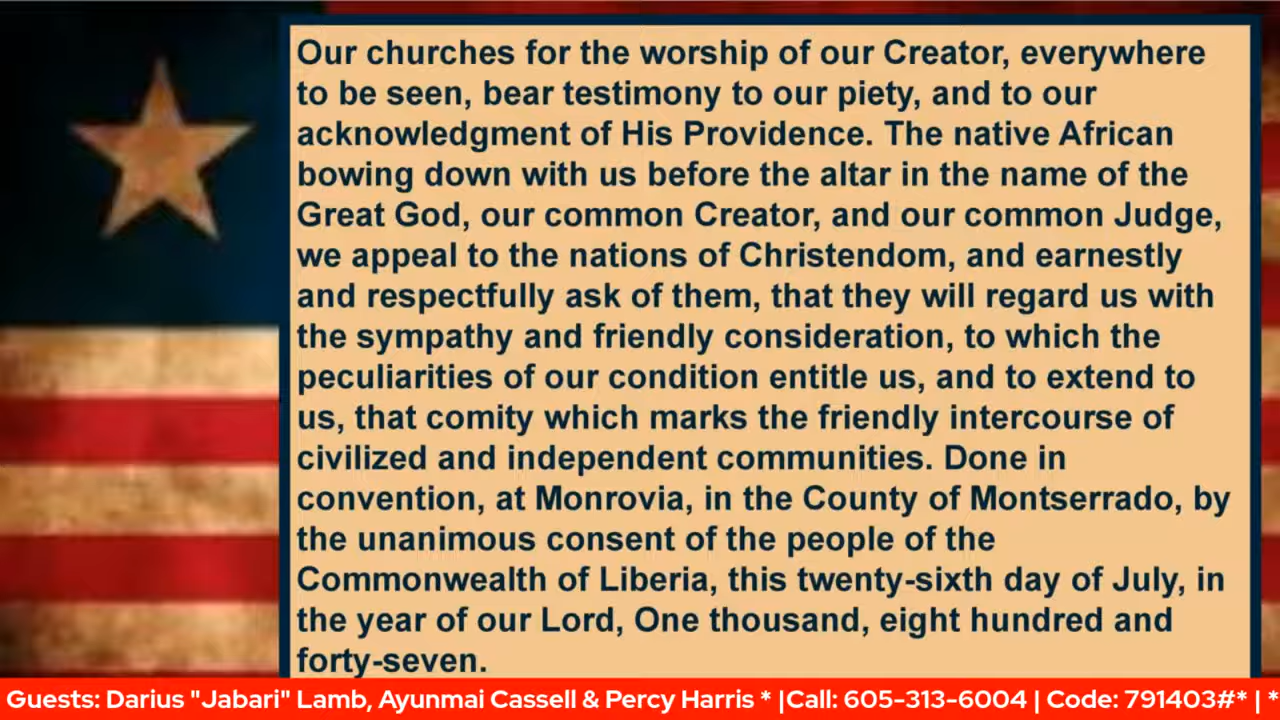 Our churches for the worship of our Creator, everywhere
to be seen, bear testimony to our piety, and to our
acknowledgment of His Providence. The native African
bowing down with us before the altar in the name of the
Great God, our common Creator, and our common Judge,
we appeal to the nations of Christendom, and earnestly
and respectfully ask of them, that they will regard us with
the sympathy and friendly consideration, to which the
peculiarities of our condition entitle us, and to extend to
us, that comity which marks the friendly intercourse of
civilized and independent communities. Done in
convention, at Monrovia, in the County of Montserrado, by
the unanimous consent of the people of the
Commonwealth of Liberia, this twenty-sixth day of July, in
the year of our Lord, One thousand, eight hundred and
forty-seven.
Guests: Darius "Jabari" Lamb, Ayunmai Cassell & Percy Harris * |Call: 605-313-6004 | Code: 791403#* | *